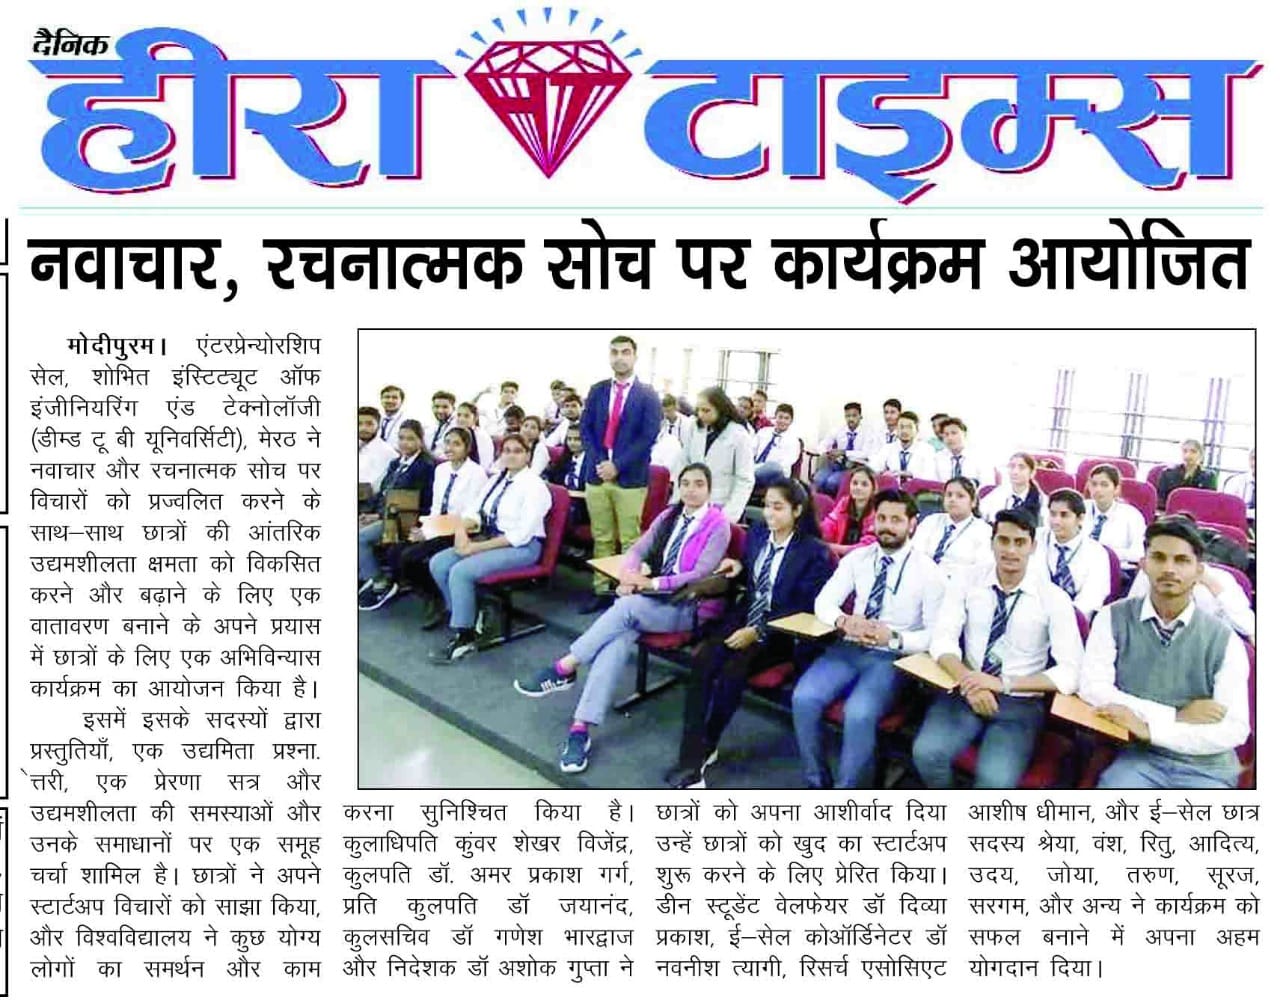 दैनिक
हीरा टाइम्स
नवाचार, रचनात्मक सोच पर कार्यक्रम आयोजित
मोदीपुरम। एंटरप्रेन्योरशिप
सेल, शोभित इंस्टिट्यूट ऑफ
इंजीनियरिंग एंड टेक्नोलॉजी
(डीम्ड टू बी यूनिवर्सिटी), मेरठ ने
नवाचार और रचनात्मक सोच पर
विचारों को प्रज्वलित करने के
साथ–साथ छात्रों की आंतरिक
उद्यमशीलता क्षमता को विकसित
करने और बढ़ाने के लिए एक
वातावरण बनाने के अपने प्रयास
में छात्रों के लिए एक अभिविन्यास
कार्यक्रम का आयोजन किया है।
इसमें इसके सदस्यों द्वारा
प्रस्तुतियाँ, एक उद्यमिता प्रश्ना.
ेत्तरी, एक प्रेरणा सत्र और
उद्यमशीलता की समस्याओं और
उनके समाधानों पर एक समूह
चर्चा शामिल है। छात्रों ने अपने
स्टार्टअप विचारों को साझा किया,
और विश्वविद्यालय ने कुछ योग्य
लोगों का समर्थन और काम
करना सुनिश्चित किया है।
कुलाधिपति कुंवर शेखर विजेंद्र,
कुलपति डॉ. अमर प्रकाश गर्ग,
प्रति कुलपति डॉ जयानंद,
कुलसचिव डॉ गणेश भारद्वाज
और निदेशक डॉ अशोक गुप्ता ने
छात्रों को अपना आशीर्वाद दिया
उन्हें छात्रों को खुद का स्टार्टअप
शुरू करने के लिए प्रेरित किया।
डीन स्टूडेंट वेलफेयर डॉ दिव्या
प्रकाश, ई–सेल कोऑर्डिनेटर डॉ
नवनीश त्यागी, रिसर्च एसोसिएट
आशीष धीमान, और ई–सेल छात्र
सदस्य श्रेया, वंश, रितु, आदित्य,
उदय, जोया, तरुण, सूरज,
सरगम, और अन्य ने कार्यक्रम को
सफल बनाने में अपना अहम
योगदान दिया।